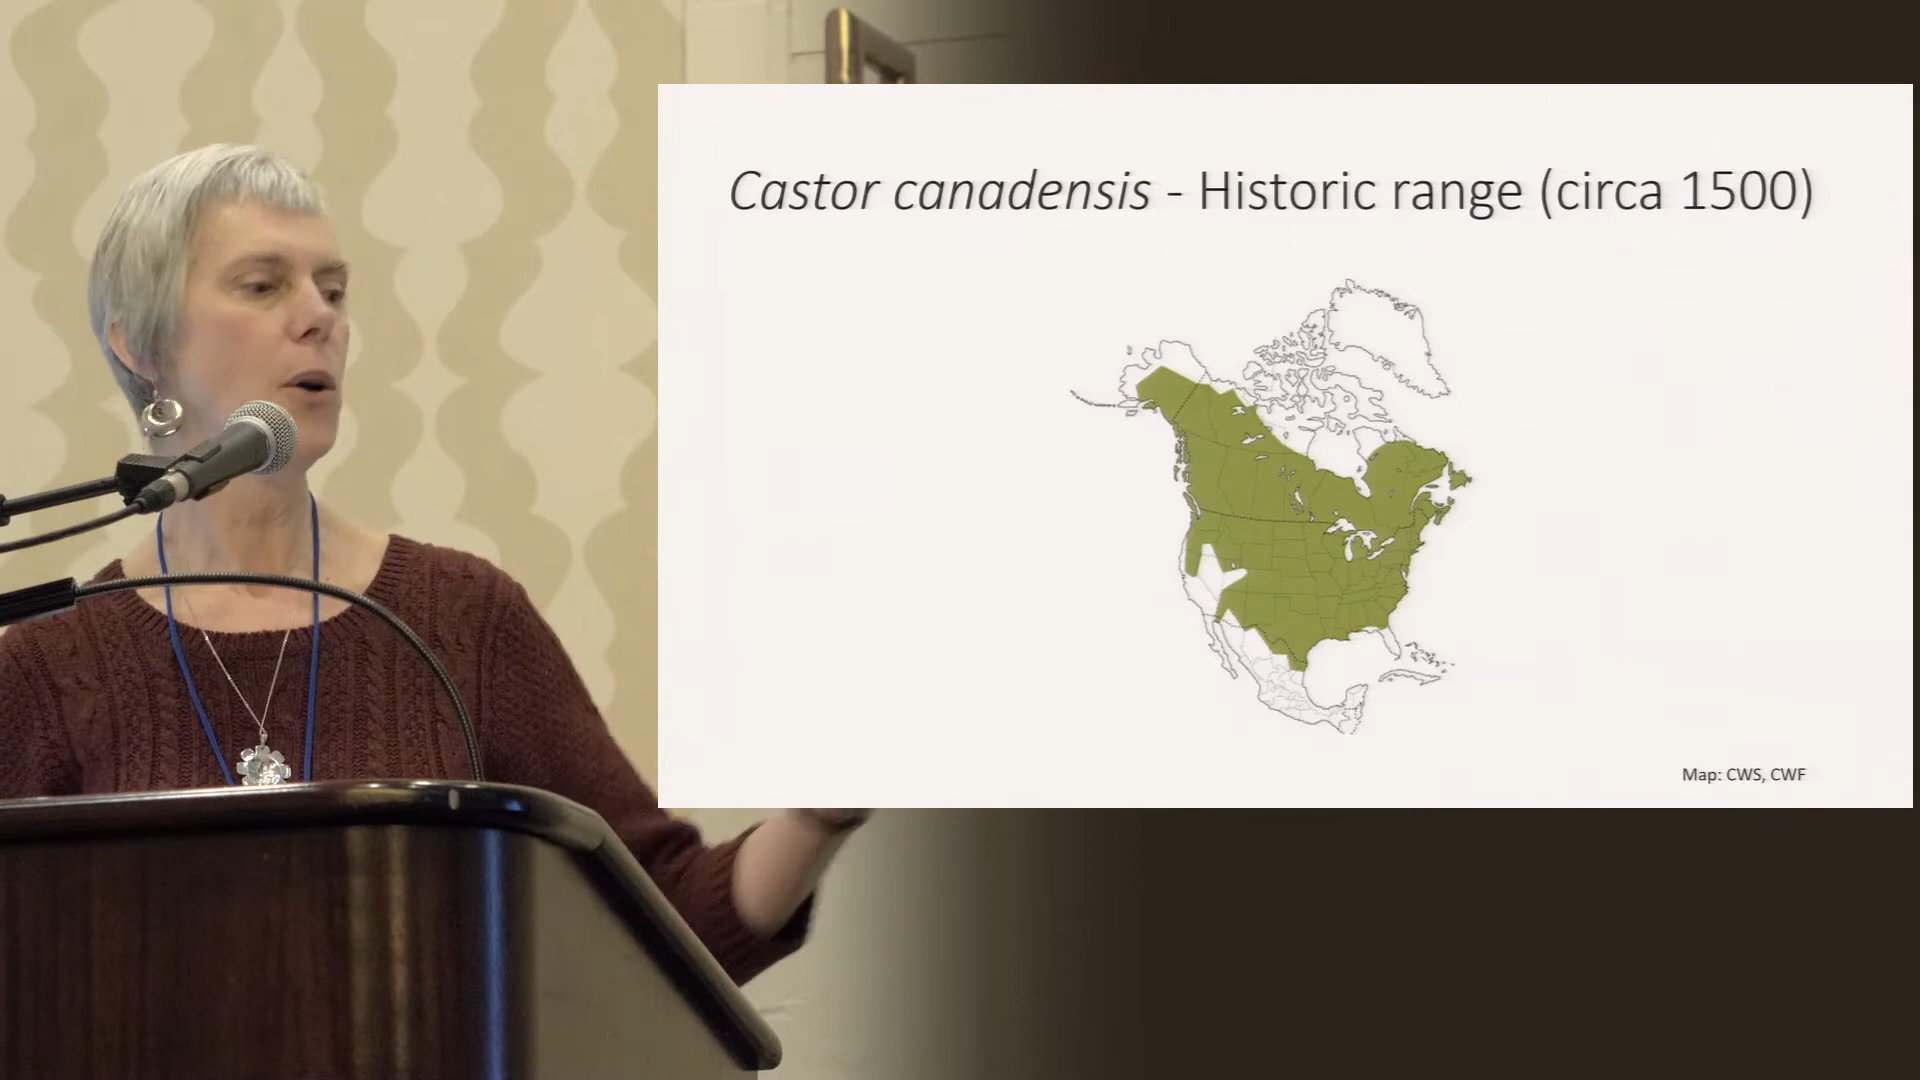 Castor canadensis - Historic range (circa 1500)
Map: CWS, CWF